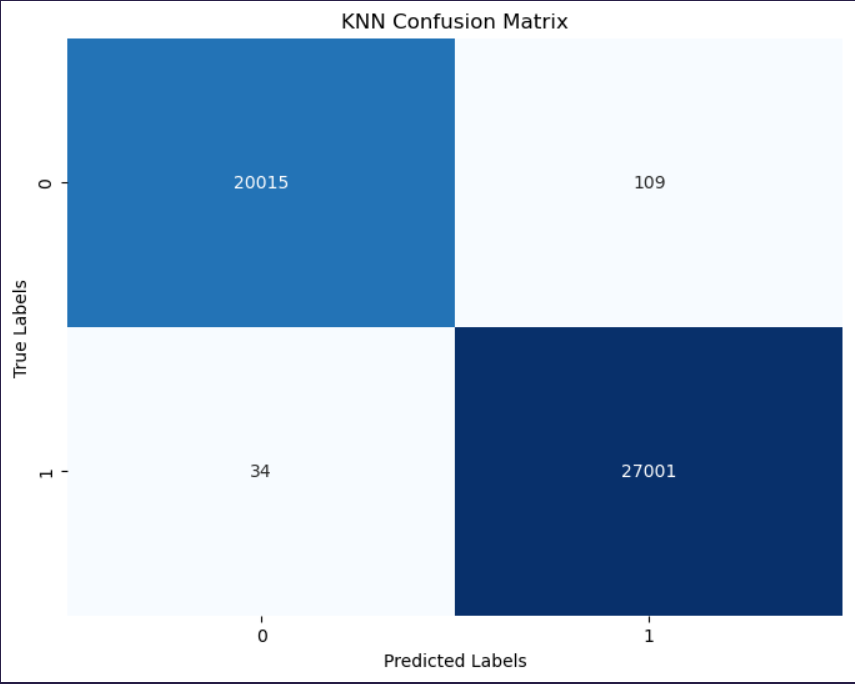 KNN Confusion Matrix
True Labels
0
20015
109
1
34
27001
0
1
Predicted Labels